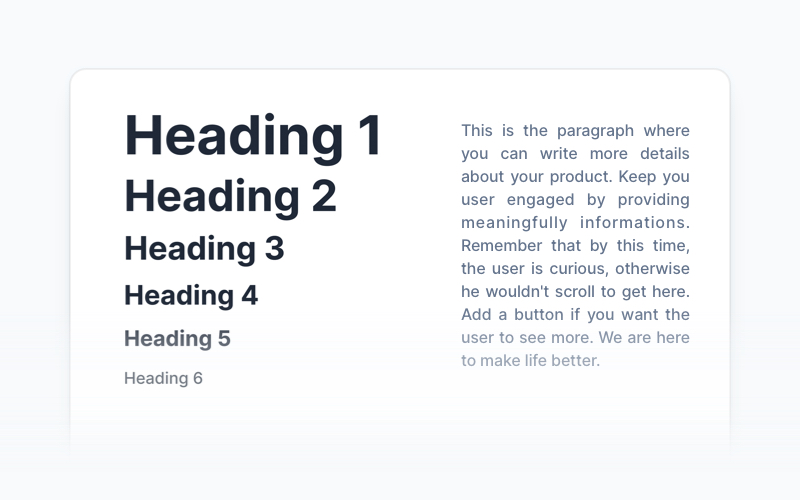 Heading 1
Heading 2
Heading 3
Heading 4
Heading 5
Heading 6
This is the paragraph where
you can write more details
about your product. Keep you
user engaged by providing
meaningfully informations.
Remember that by this time,
the user is curious, otherwise
he wouldn't scroll to get here.
Add a button if you want the
user to see more. We are here
to make life better.